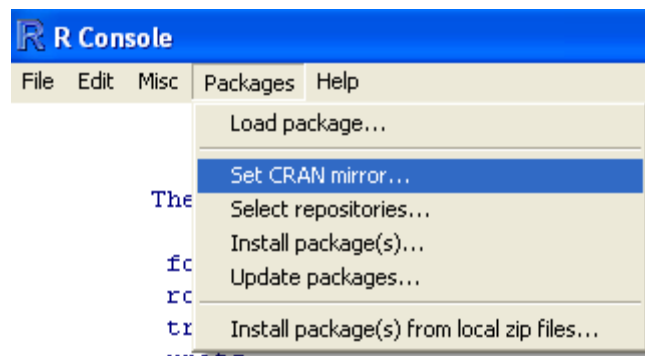 R R Console
File Edit Misc Packages Help
Load package...
Set CRAN mirror...
The
Select repositories...
Install package(s)...
Update packages...
Install package(s) from local zip files...